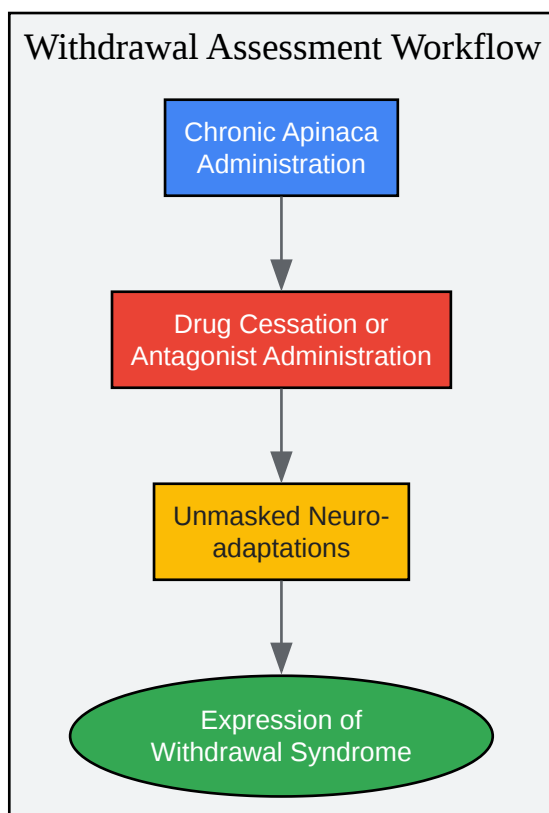 Withdrawal Assessment Workflow
Chronic Apinaca
Administration
Drug Cessation or
Antagonist Administration
Unmasked Neuro-
adaptations
Expression of
Withdrawal Syndrome